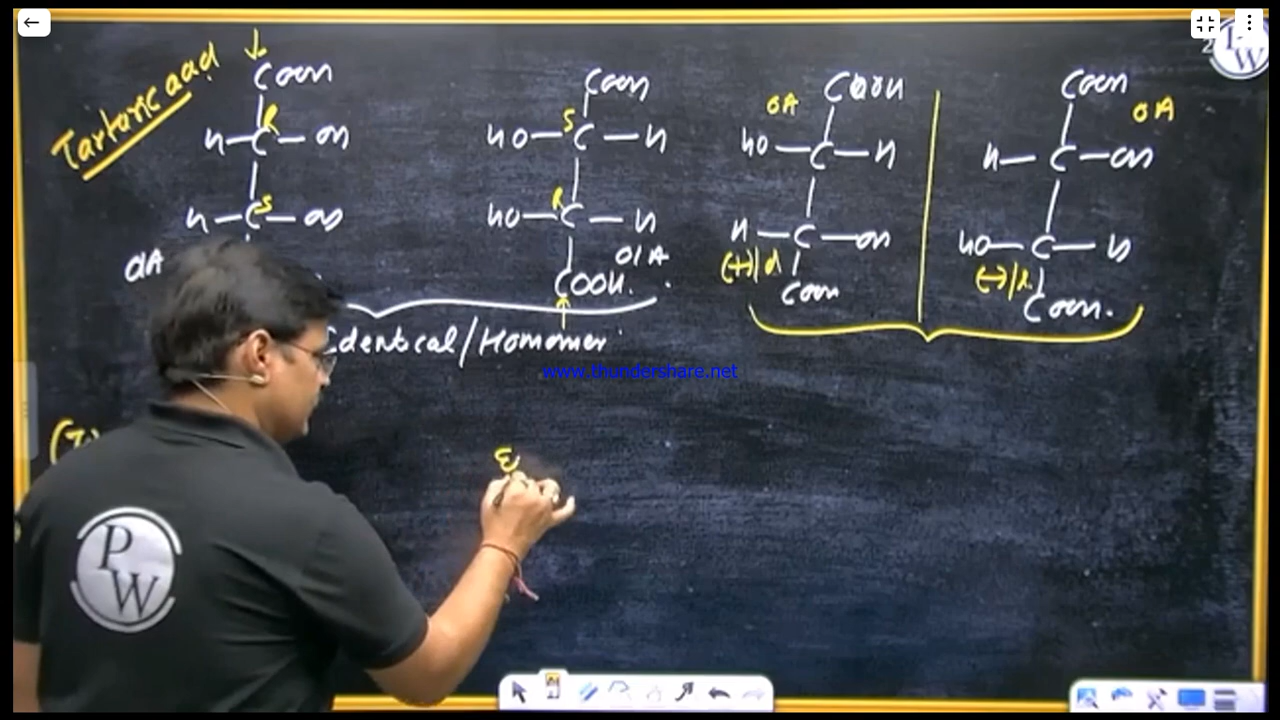 Tartaric acid
COOH
H-C-OH
R
H-C-OH
S
OIA
COOH
HO-C-H
S
HO-C-H
R
OIA
COOH.
Identical/Homomer
OA
COOH
HO-C-H
H-C-OH
(+)/d
COOH
COOH
OA
H-C-OH
HO-C-H
(-)/l
COOH.
www.thundershare.net
E
P
W
P
W
2